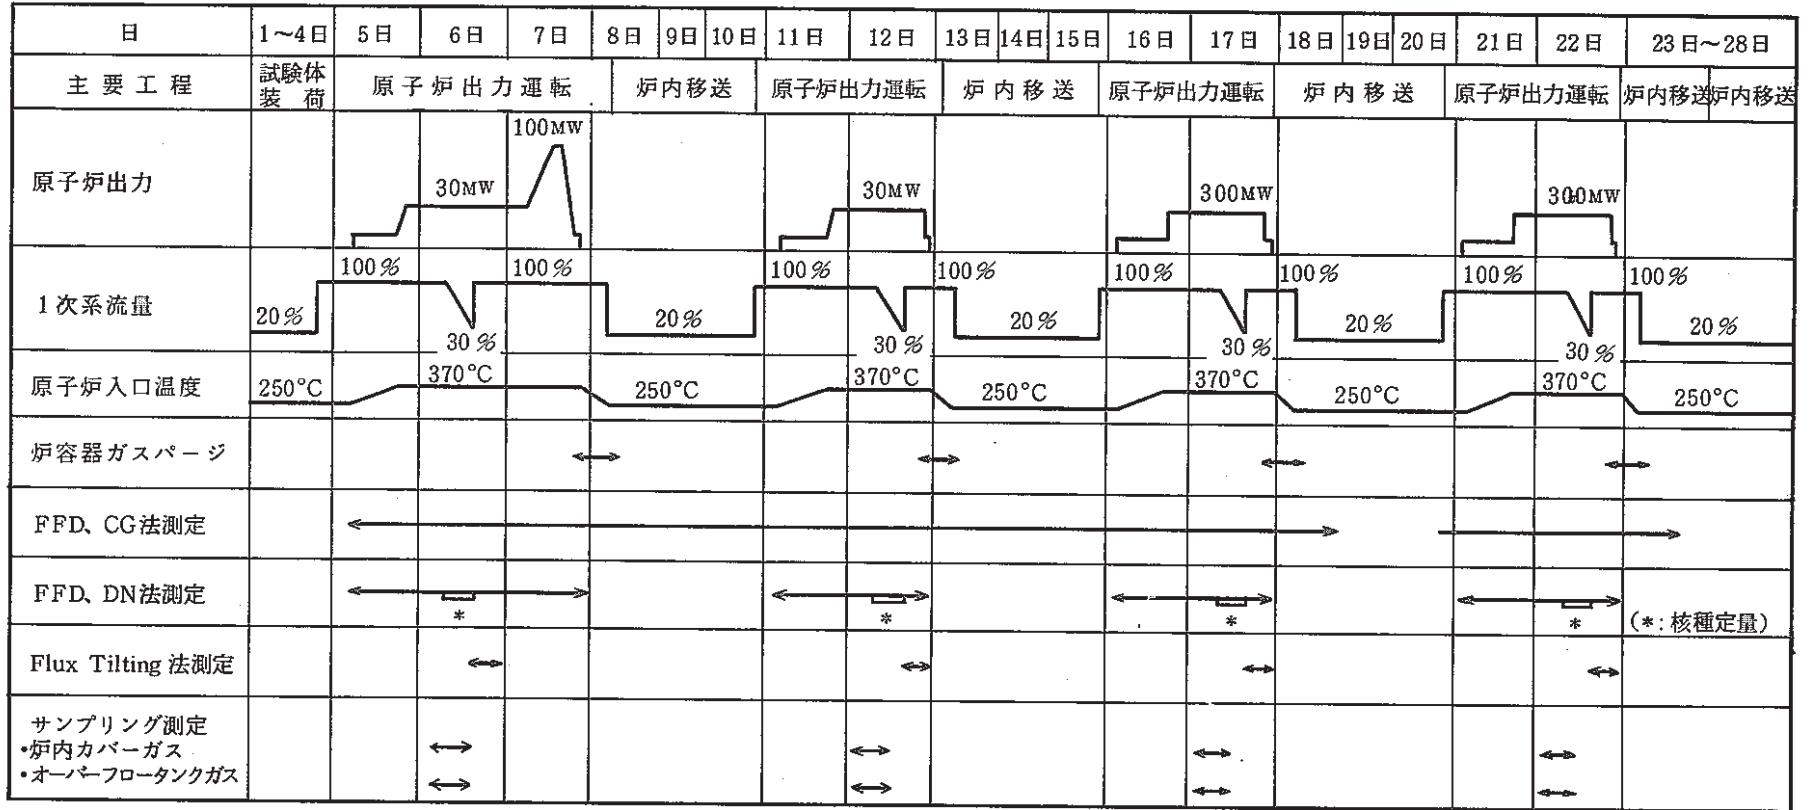 日 1～4日 5日 6日 7日 8日 9日 10日 11日 12日 13日 14日 15日 16日 17日 18日 19日 20日 21日 22日 23日～28日
主要工程 試験体装荷 原子炉出力運転 炉内移送 原子炉出力運転 炉内移送 原子炉出力運転 炉内移送 原子炉出力運転 炉内移送 炉内移送
100MW
原子炉出力 30MW 30MW 300MW 300MW
100% 100% 100% 100% 100% 100% 100% 100%
1次系流量 20% 20% 20% 20% 20%
30% 30% 30% 30%
原子炉入口温度 250°C 370°C 250°C 370°C 250°C 370°C 250°C 370°C 250°C
炉容器ガスパージ
FFD、CG法測定
FFD、DN法測定
* * * * (*:核種定量)
Flux Tilting 法測定
サンプリング測定
・炉内カバーガス
・オーバーフロータンクガス